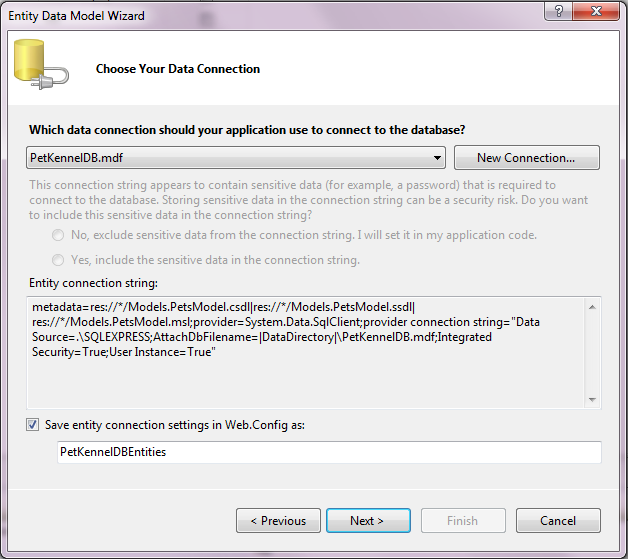 Entity Data Model Wizard
Choose Your Data Connection
Which data connection should your application use to connect to the database?
PetKennelDB.mdf
New Connection...
This connection string appears to contain sensitive data (for example, a password) that is required to
connect to the database. Storing sensitive data in the connection string can be a security risk. Do you want
to include this sensitive data in the connection string?
No, exclude sensitive data from the connection string. I will set it in my application code.
Yes, include the sensitive data in the connection string.
Entity connection string:
metadata=res://*/Models.PetsModel.csdl|res://*/Models.PetsModel.ssdl|
res://*/Models.PetsModel.msl;provider=System.Data.SqlClient;provider connection string="Data
Source=.\SQLEXPRESS;AttachDbFilename=|DataDirectory|\PetKennelDB.mdf;Integrated
Security=True;User Instance=True"
Save entity connection settings in Web.Config as:
PetKennelDBEntities
< Previous
Next >
Finish
Cancel